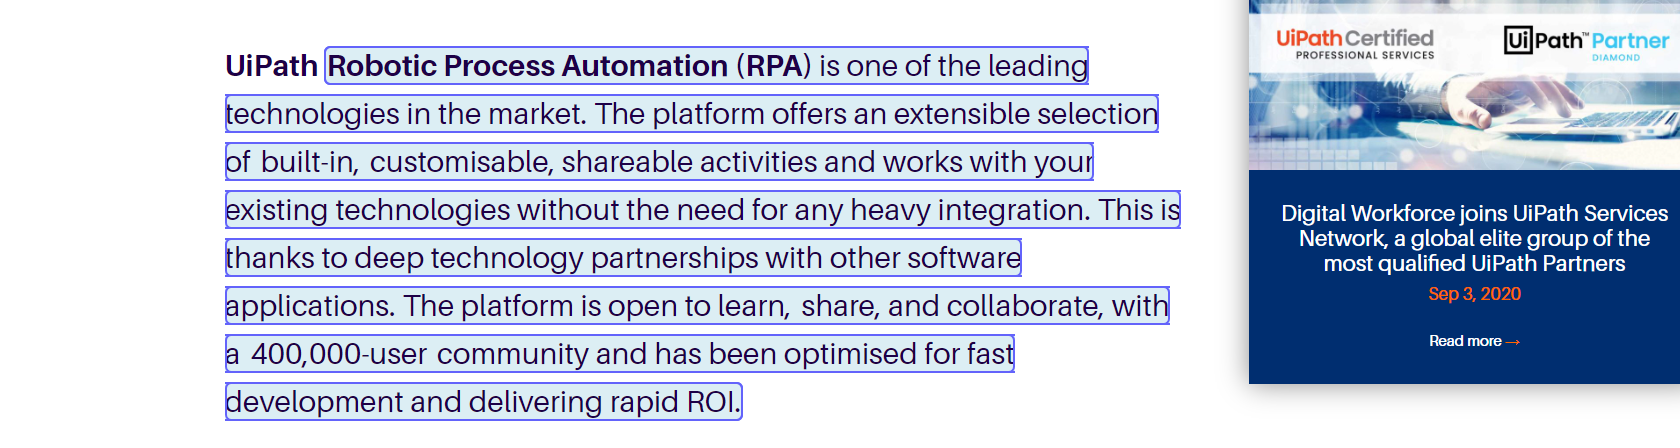 UiPath Robotic Process Automation (RPA) is one of the leading
technologies in the market. The platform offers an extensible selection
of built-in, customisable, shareable activities and works with your
existing technologies without the need for any heavy integration. This is
thanks to deep technology partnerships with other software
applications. The platform is open to learn, share, and collaborate, with
a 400,000-user community and has been optimised for fast
development and delivering rapid ROI.
UiPath Certified
PROFESSIONAL SERVICES
UiPath™ Partner
DIAMOND
Digital Workforce joins UiPath Services
Network, a global elite group of the
most qualified UiPath Partners
Sep 3, 2020
Read more →